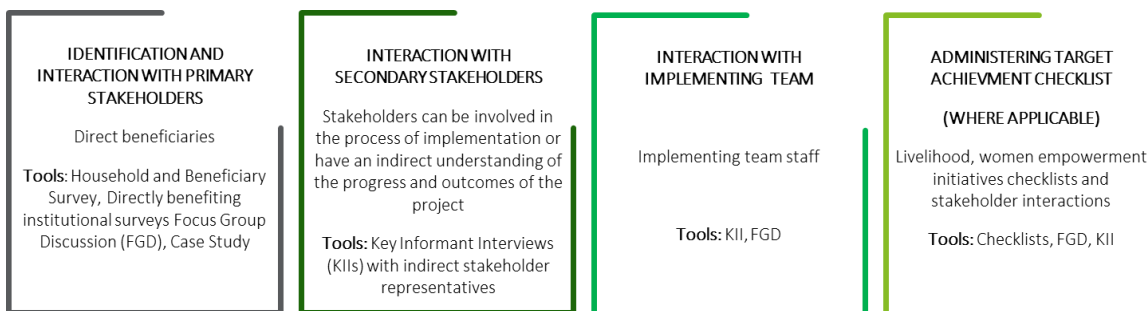 IDENTIFICATION AND
INTERACTION WITH PRIMARY
STAKEHOLDERS
Direct beneficiaries
Tools: Household and Beneficiary
Survey, Directly benefiting
institutional surveys Focus Group
Discussion (FGD), Case Study
INTERACTION WITH
SECONDARY STAKEHOLDERS
Stakeholders can be involved in
the process of implementation or
have an indirect understanding of
the progress and outcomes of the
project
Tools: Key Informant Interviews
(KIIs) with indirect stakeholder
representatives
INTERACTION WITH
IMPLEMENTING TEAM
Implementing team staff
Tools: KII, FGD
ADMINISTERING TARGET
ACHIEVMENT CHECKLIST
(WHERE APPLICABLE)
Livelihood, women empowerment
initiatives checklists and
stakeholder interactions
Tools: Checklists, FGD, KII